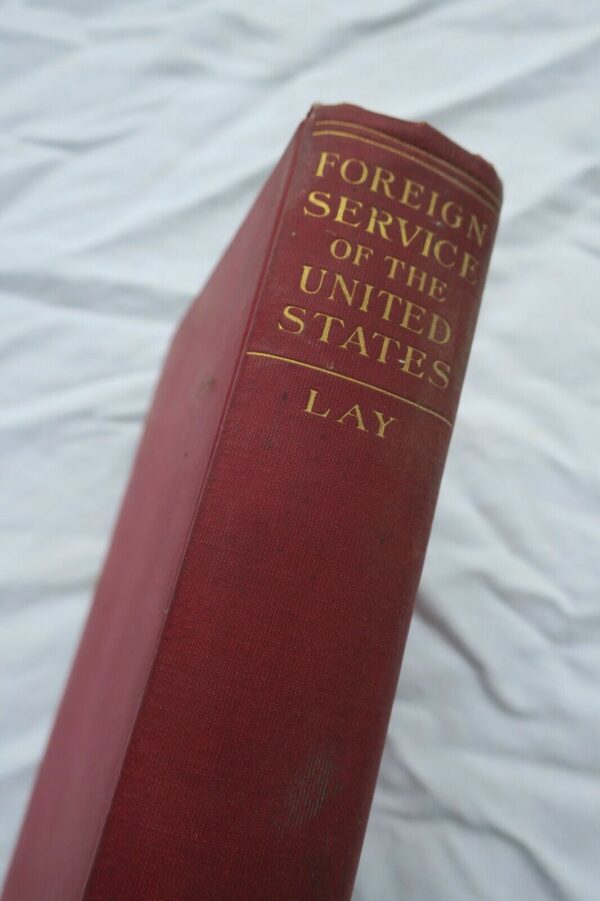 FOREIGN
SERVICE
OF THE
UNITED
STATES
LAY